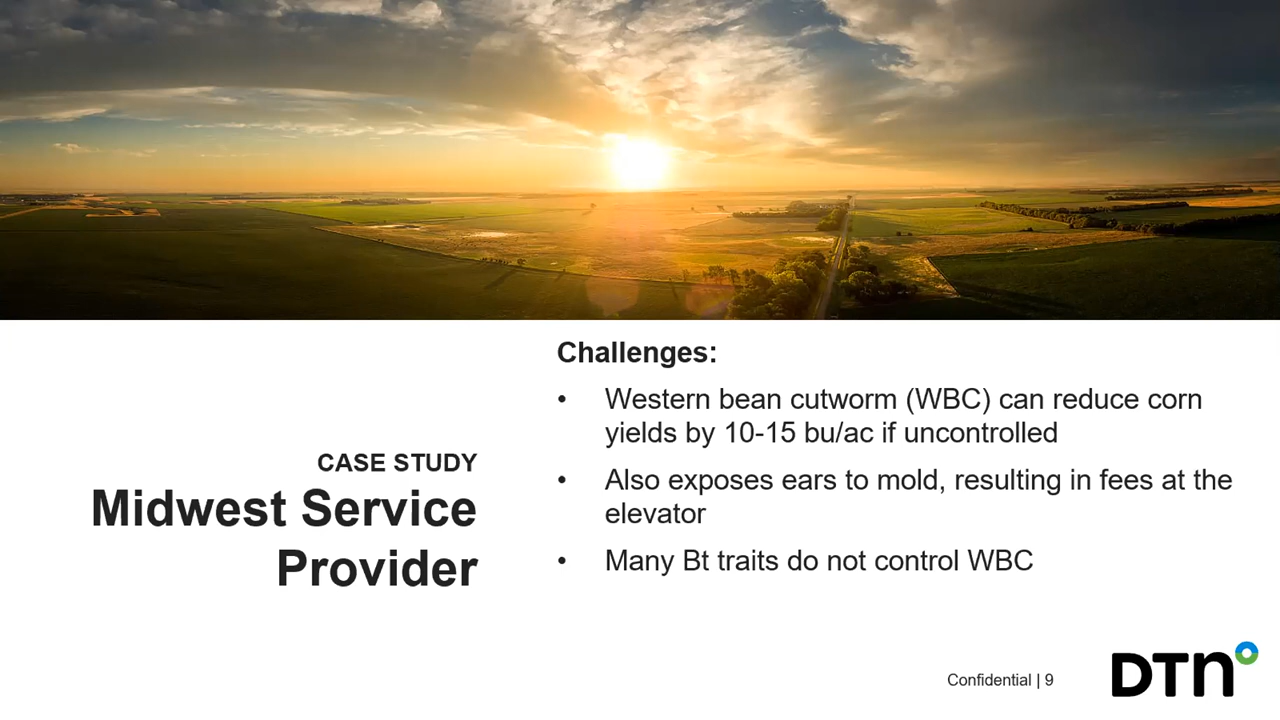 CASE STUDY
Midwest Service
Provider
Challenges:
• Western bean cutworm (WBC) can reduce corn
yields by 10-15 bu/ac if uncontrolled
• Also exposes ears to mold, resulting in fees at the
elevator
• Many Bt traits do not control WBC
Confidential | 9
DTN